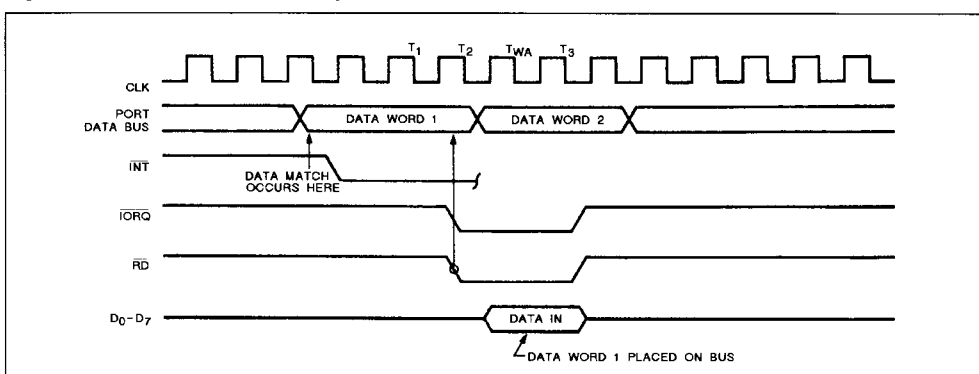 T1 T2 TWA T3
CLK
PORT
DATA BUS
DATA WORD 1 DATA WORD 2
INT
DATA MATCH
OCCURS HERE
IORQ
RD
D0-D7
DATA IN
DATA WORD 1 PLACED ON BUS